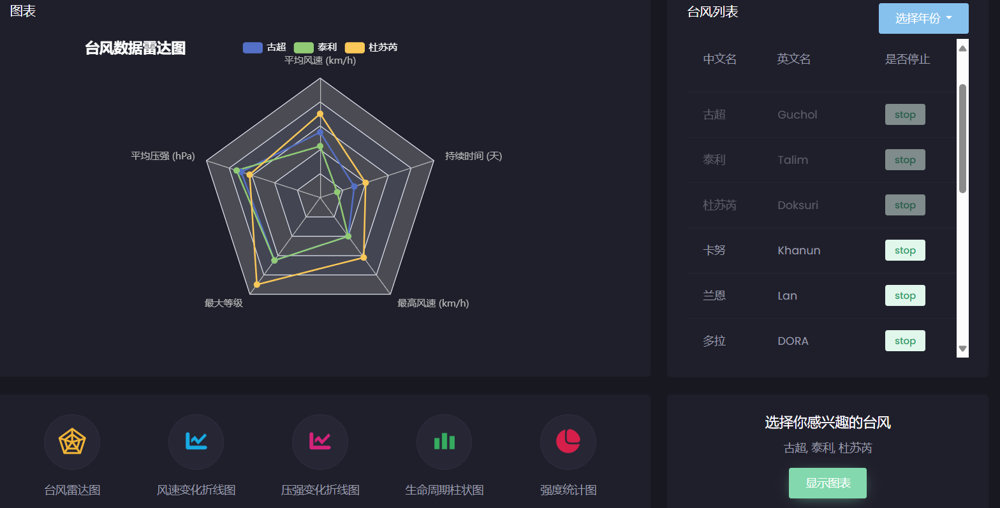 图表
台风数据雷达图
古超 泰利 杜苏芮
平均风速 (km/h)
平均压强 (hPa)
持续时间 (天)
最大等级
最高风速 (km/h)
台风列表
选择年份
中文名 英文名 是否停止
古超 Guchol stop
泰利 Talim stop
杜苏芮 Doksuri stop
卡努 Khanun stop
兰恩 Lan stop
多拉 DORA stop
台风雷达图
风速变化折线图
压强变化折线图
生命周期柱状图
强度统计图
选择你感兴趣的台风
古超, 泰利, 杜苏芮
显示图表